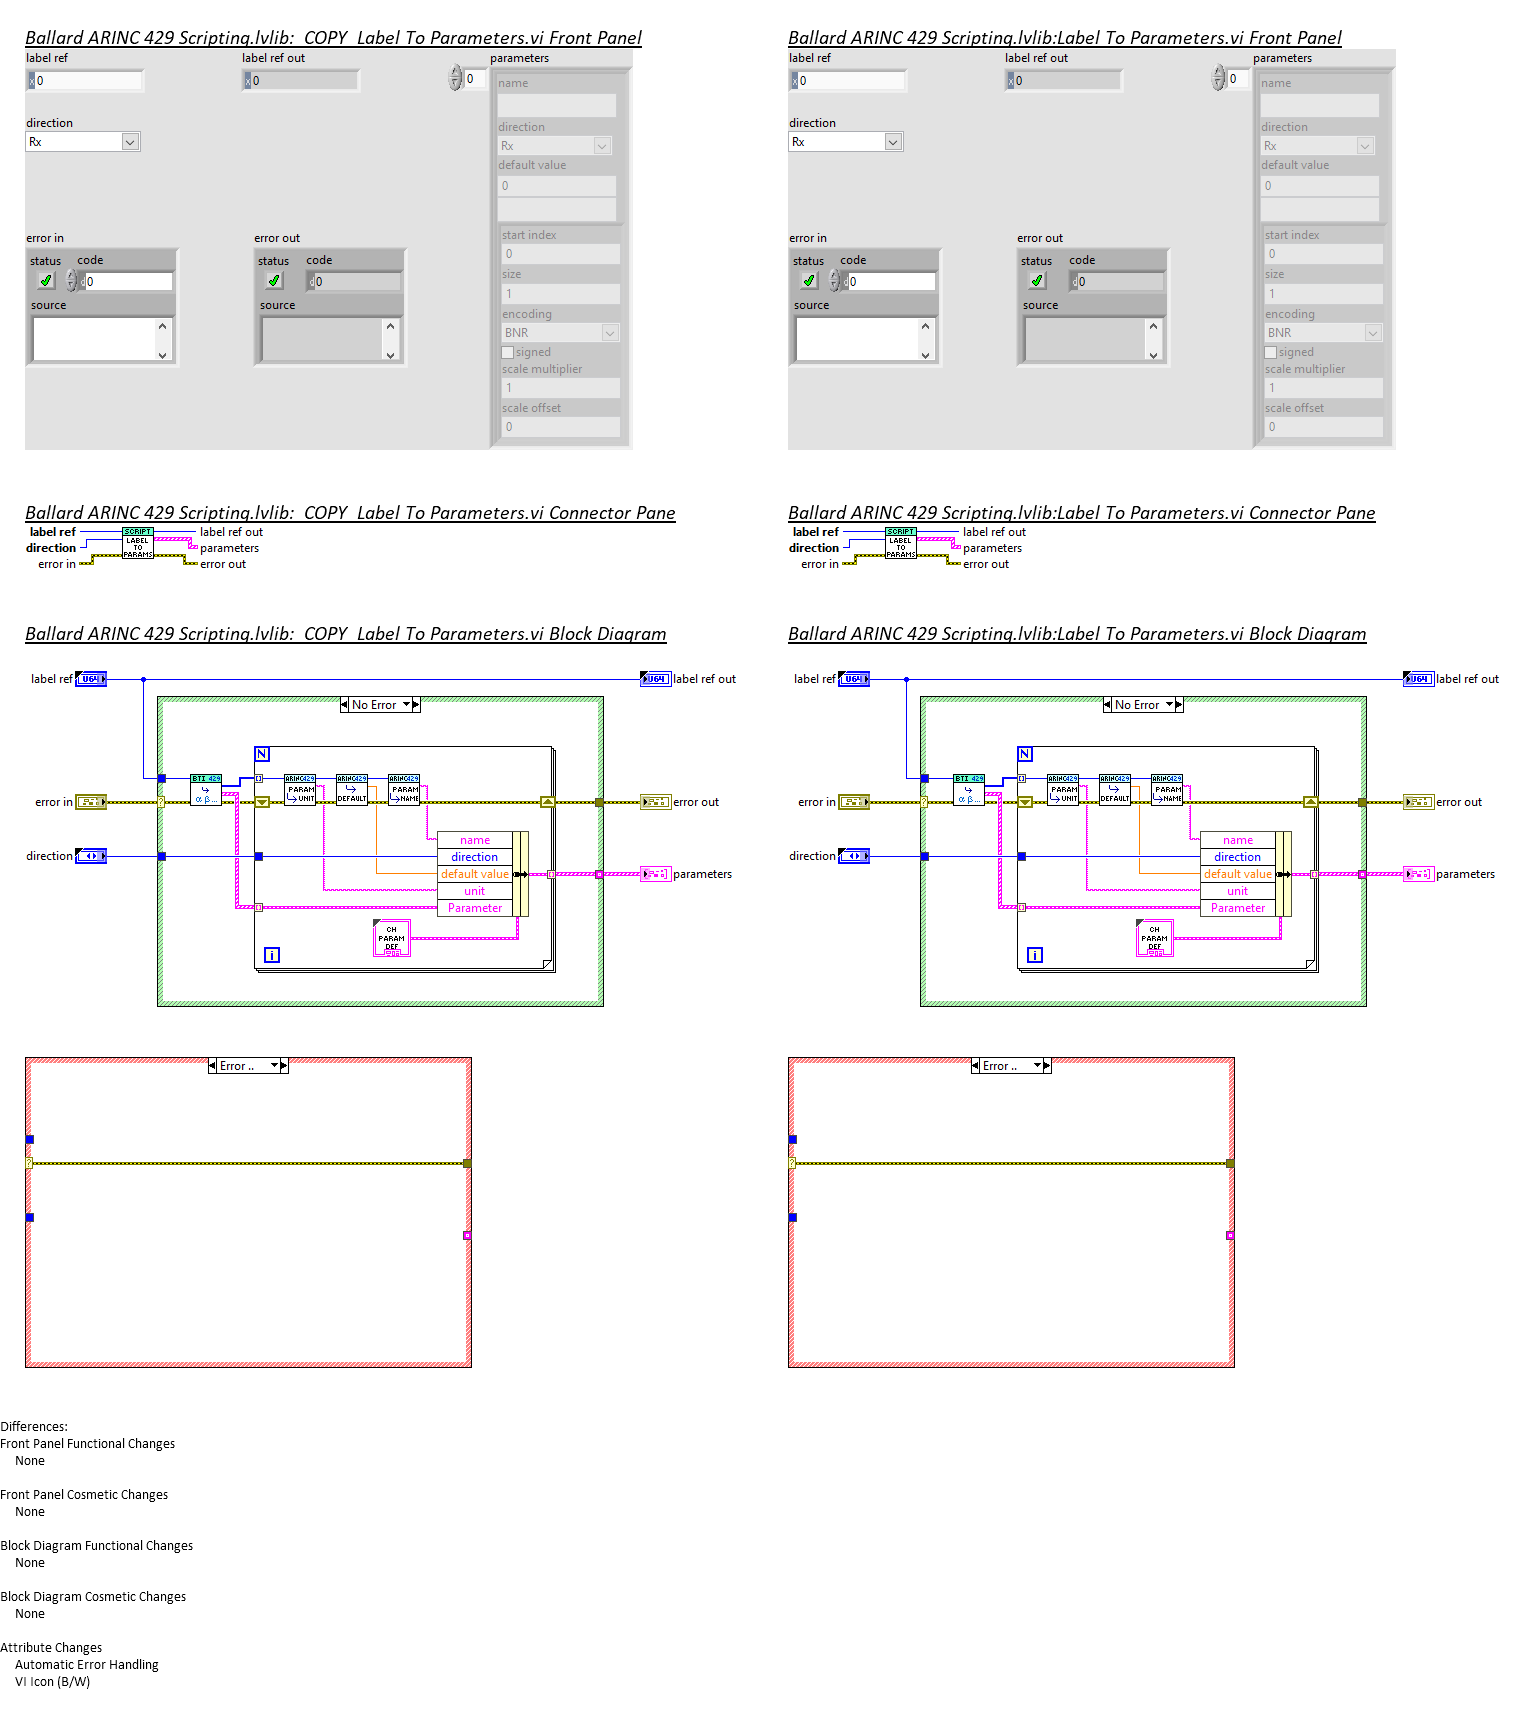 Ballard ARINC 429 Scripting.lvlib:_COPY_Label To Parameters.vi Front Panel
label ref
x 0
label ref out
x 0
0
parameters
name
direction
Rx
direction
Rx
default value
0
error in
status
code
d 0
source
error out
status
code
d 0
source
start index
0
size
1
encoding
BNR
signed
scale multiplier
1
scale offset
0
Ballard ARINC 429 Scripting.lvlib:Label To Parameters.vi Front Panel
label ref
x 0
label ref out
x 0
0
parameters
name
direction
Rx
direction
Rx
default value
0
error in
status
code
d 0
source
error out
status
code
d 0
source
start index
0
size
1
encoding
BNR
signed
scale multiplier
1
scale offset
0
Ballard ARINC 429 Scripting.lvlib:_COPY_Label To Parameters.vi Connector Pane
label ref
direction
error in
SCRIPT
LABEL
TO
PARAMS
label ref out
parameters
error out
Ballard ARINC 429 Scripting.lvlib:Label To Parameters.vi Connector Pane
label ref
direction
error in
SCRIPT
LABEL
TO
PARAMS
label ref out
parameters
error out
Ballard ARINC 429 Scripting.lvlib:_COPY_Label To Parameters.vi Block Diagram
label ref
U64
U64
label ref out
No Error
N
BTI 429
α β ...
ARINC429
PARAM
UNIT
ARINC429
DEFAULT
ARINC429
PARAM
NAME
error in
?
error out
direction
name
direction
default value
unit
Parameter
parameters
CH
PARAM
DEF
i
Ballard ARINC 429 Scripting.lvlib:Label To Parameters.vi Block Diagram
label ref
U64
U64
label ref out
No Error
N
BTI 429
α β ...
ARINC429
PARAM
UNIT
ARINC429
DEFAULT
ARINC429
PARAM
NAME
error in
?
error out
direction
name
direction
default value
unit
Parameter
parameters
CH
PARAM
DEF
i
Error ..
?
Error ..
?
Differences:
Front Panel Functional Changes
None
Front Panel Cosmetic Changes
None
Block Diagram Functional Changes
None
Block Diagram Cosmetic Changes
None
Attribute Changes
Automatic Error Handling
VI Icon (B/W)